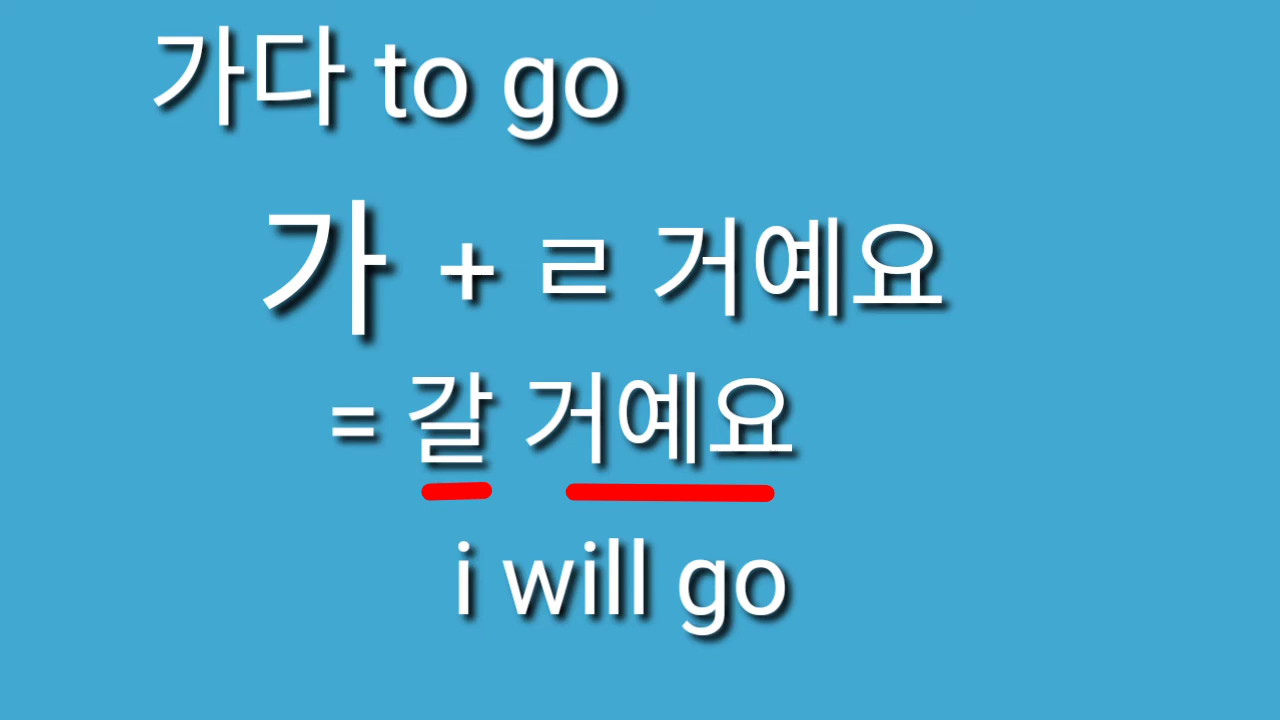 가다 to go
가 + ㄹ 거예요
= 갈 거예요
i will go